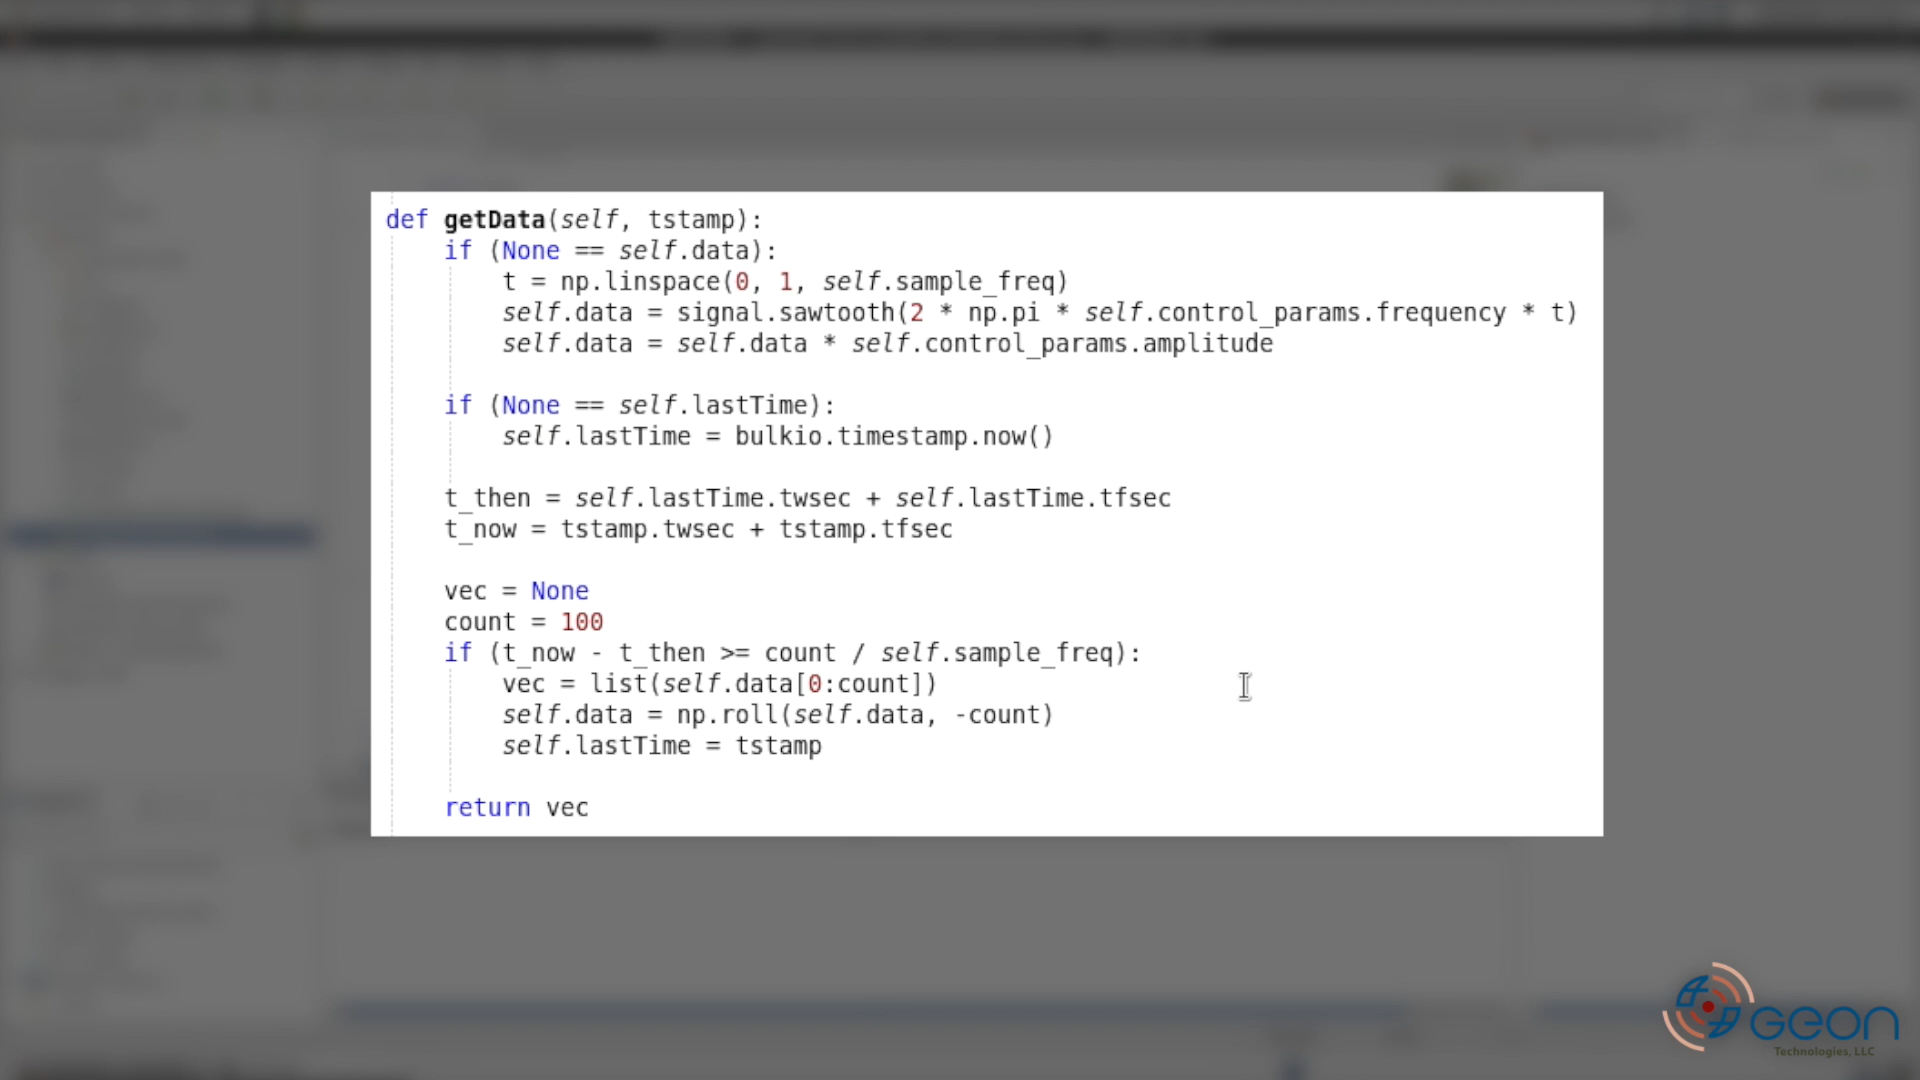 def getData(self, tstamp):
    if (None == self.data):
        t = np.linspace(0, 1, self.sample_freq)
        self.data = signal.sawtooth(2 * np.pi * self.control_params.frequency * t)
        self.data = self.data * self.control_params.amplitude

    if (None == self.lastTime):
        self.lastTime = bulkio.timestamp.now()

    t_then = self.lastTime.twsec + self.lastTime.tfsec
    t_now = tstamp.twsec + tstamp.tfsec

    vec = None
    count = 100
    if (t_now - t_then >= count / self.sample_freq):
        vec = list(self.data[0:count])
        self.data = np.roll(self.data, -count)
        self.lastTime = tstamp

    return vec
GEON
Technologies, LLC